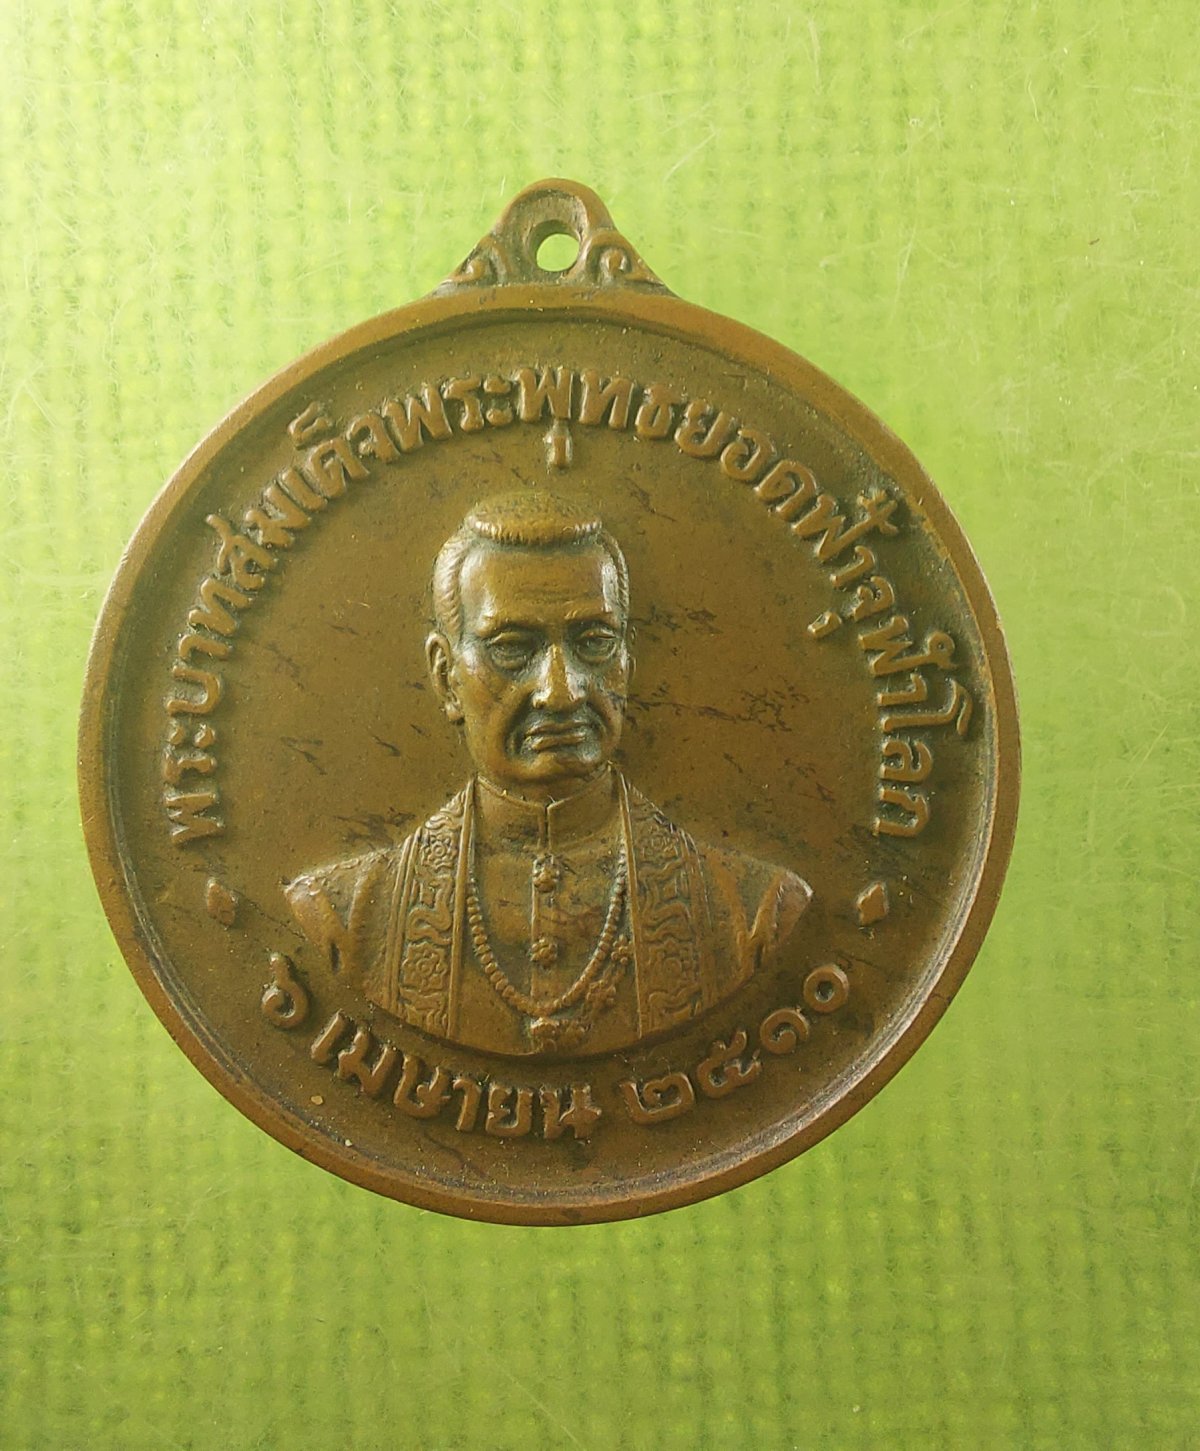 พระบาทสมเด็จพระพุทธยอดฟ้าจุฬาโลก
๖ เมษายน ๒๕๑๐